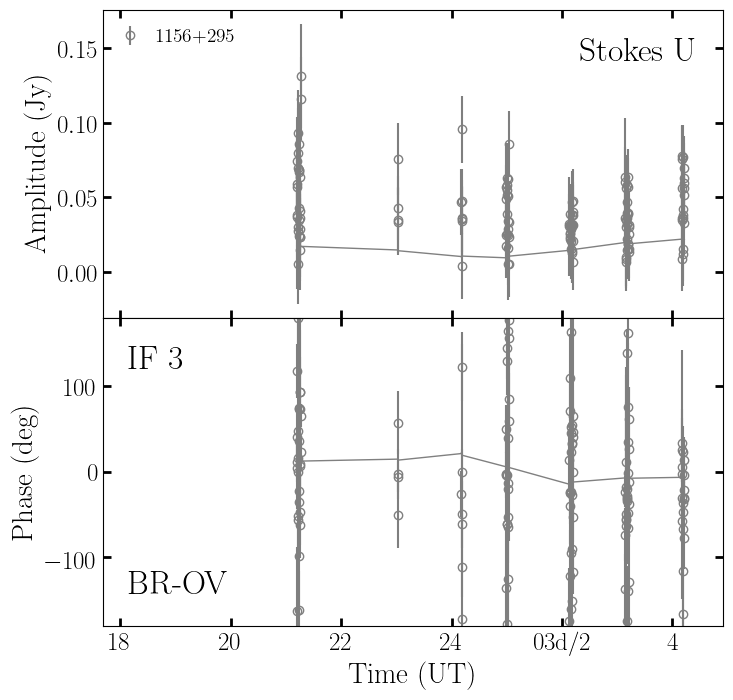 1156+295
Stokes U
Amplitude (Jy)
0.15
0.10
0.05
0.00
IF 3
BR-OV
Phase (deg)
100
0
−100
18 20 22 24 03d/2 4
Time (UT)